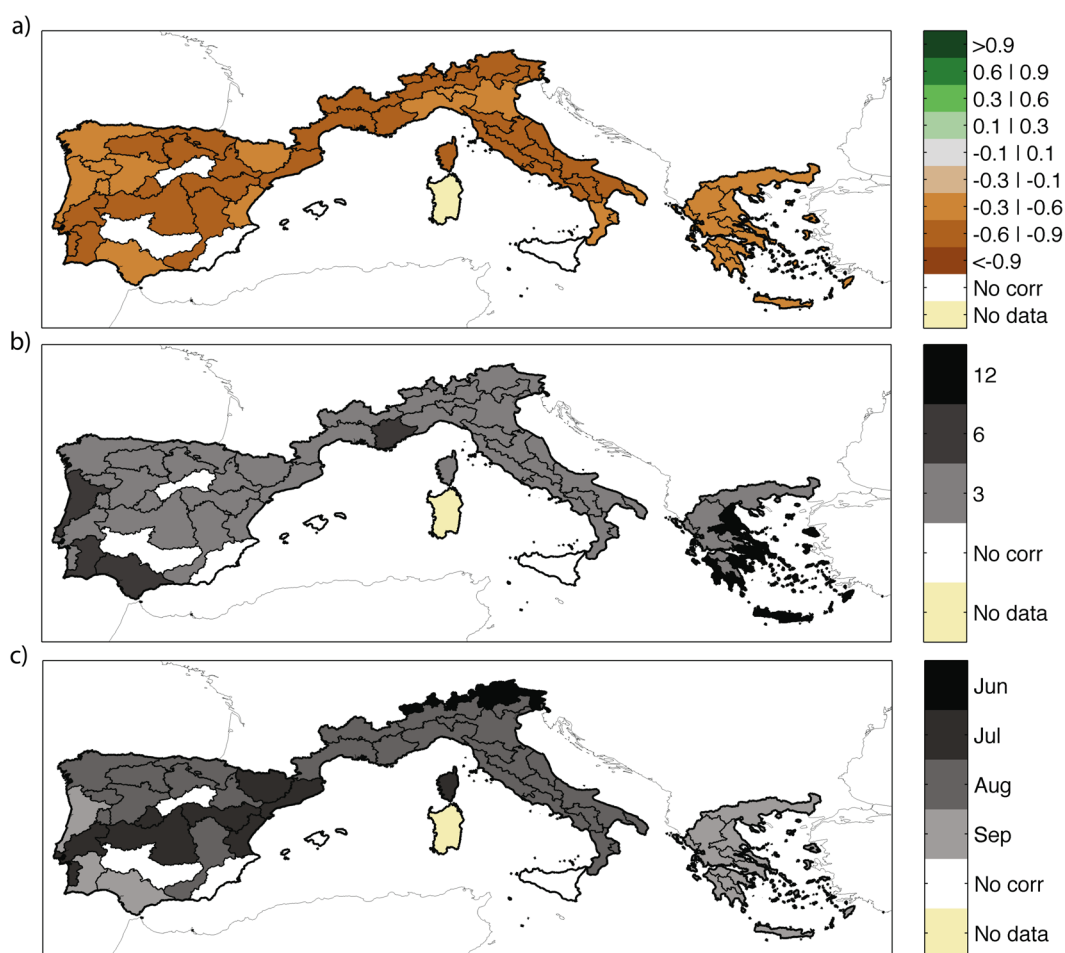 a)
>0.9
0.6 | 0.9
0.3 | 0.6
0.1 | 0.3
-0.1 | 0.1
-0.3 | -0.1
-0.3 | -0.6
-0.6 | -0.9
<-0.9
No corr
No data
b)
12
6
3
No corr
No data
c)
Jun
Jul
Aug
Sep
No corr
No data